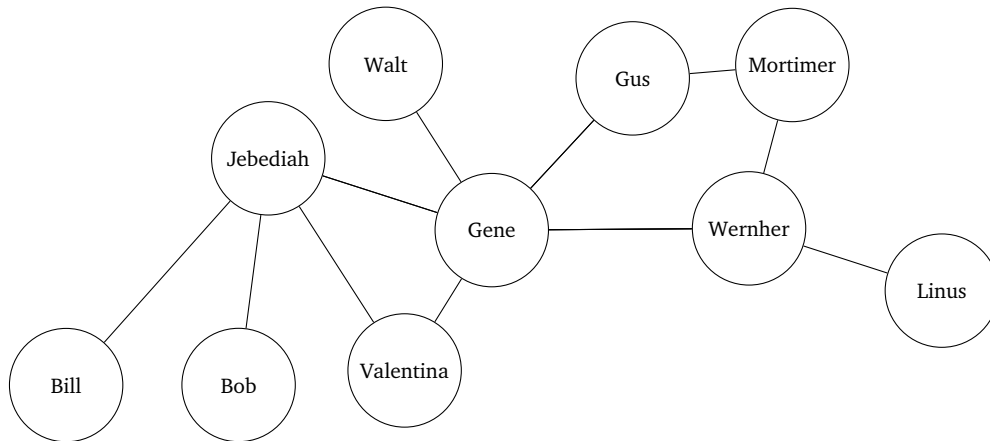 Walt
Gus
Mortimer
Jebediah
Gene
Wernher
Linus
Bill
Bob
Valentina